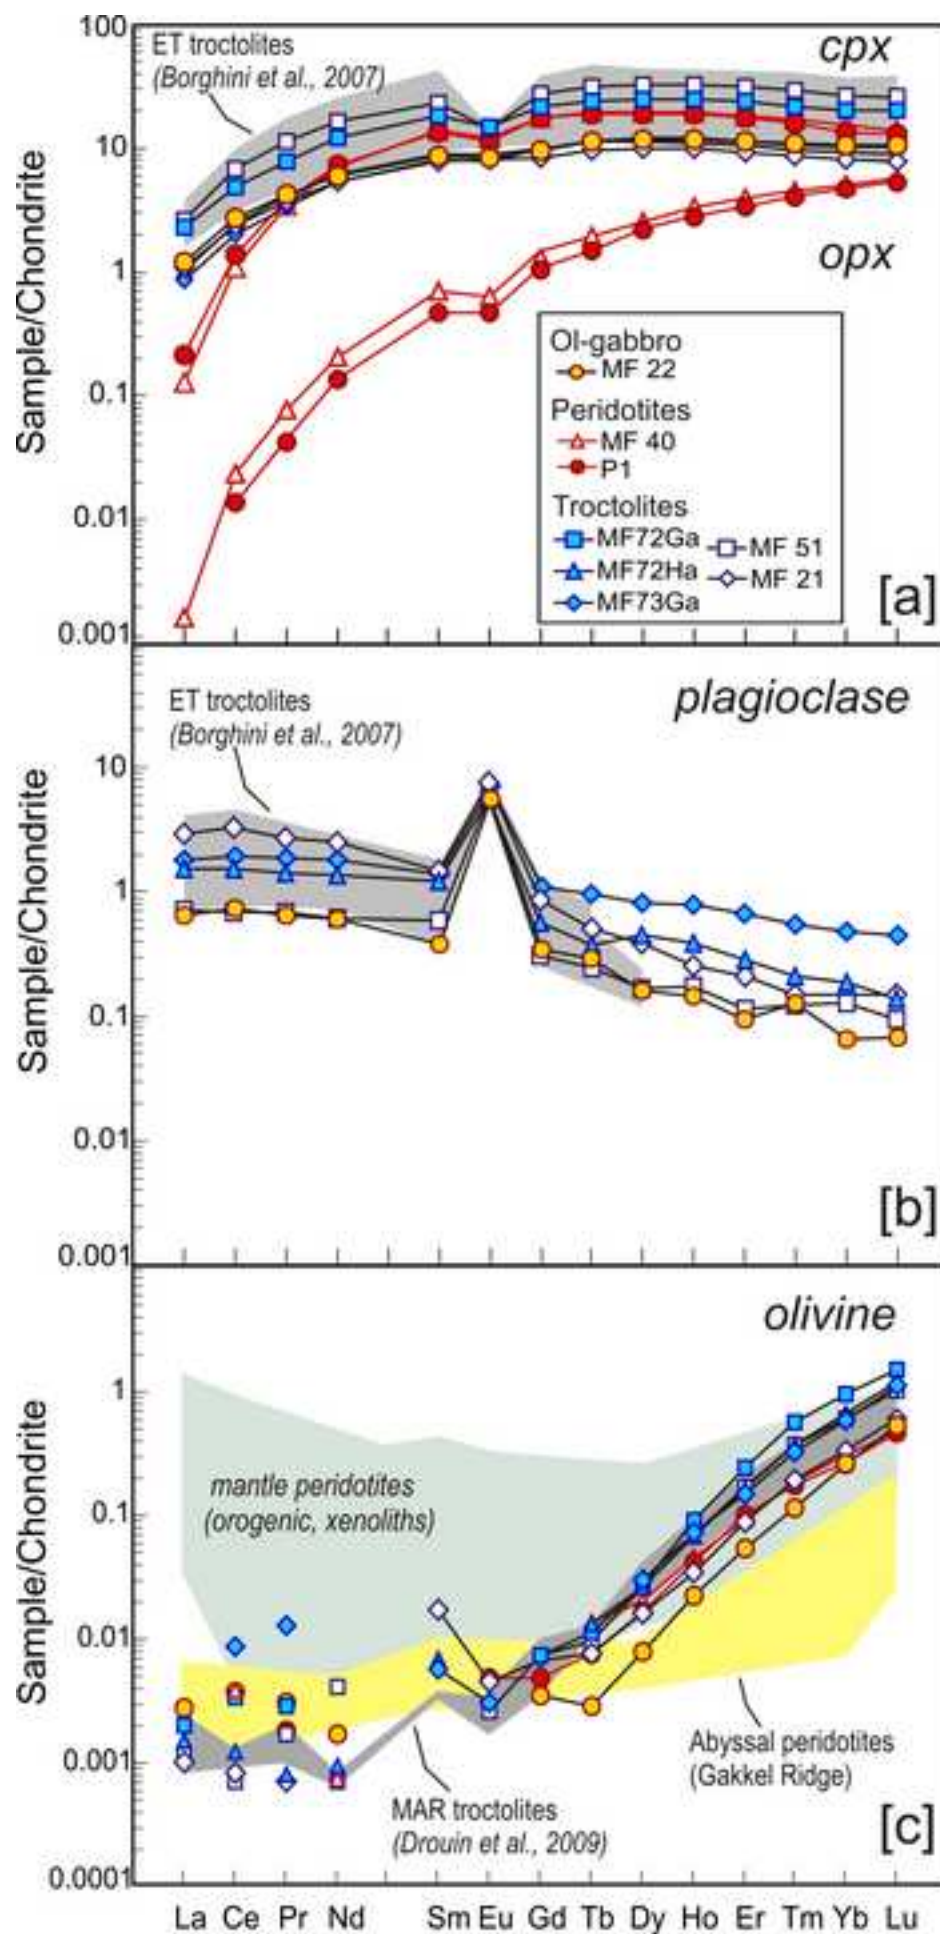 100
10
1
0.1
0.01
0.001
Sample/Chondrite
ET troctolites
(Borghini et al., 2007)
cpx
opx
Ol-gabbro
MF 22
Peridotites
MF 40
P1
Troctolites
MF72Ga
MF72Ha
MF73Ga
MF 51
MF 21
[a]
10
1
0.1
0.01
0.001
Sample/Chondrite
ET troctolites
(Borghini et al., 2007)
plagioclase
[b]
1
0.1
0.01
0.001
0.0001
Sample/Chondrite
olivine
mantle peridotites
(orogenic, xenoliths)
Abyssal peridotites
(Gakkel Ridge)
MAR troctolites
(Drouin et al., 2009)
[c]
La Ce Pr Nd Sm Eu Gd Tb Dy Ho Er Tm Yb Lu